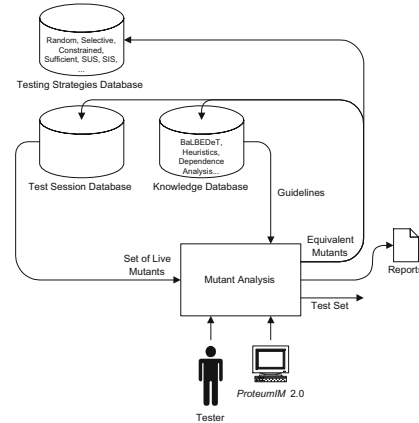 Random, Selective,
Constrained,
Sufficient, SUS, SIS,
...
Testing Strategies Database
BaLBEDeT,
Heuristics,
Dependence
Analysis...
Test Session Database
Knowledge Database
Guidelines
Set of Live
Mutants
Equivalent
Mutants
Mutant Analysis
Reports
Test Set
ProteumIM 2.0
Tester